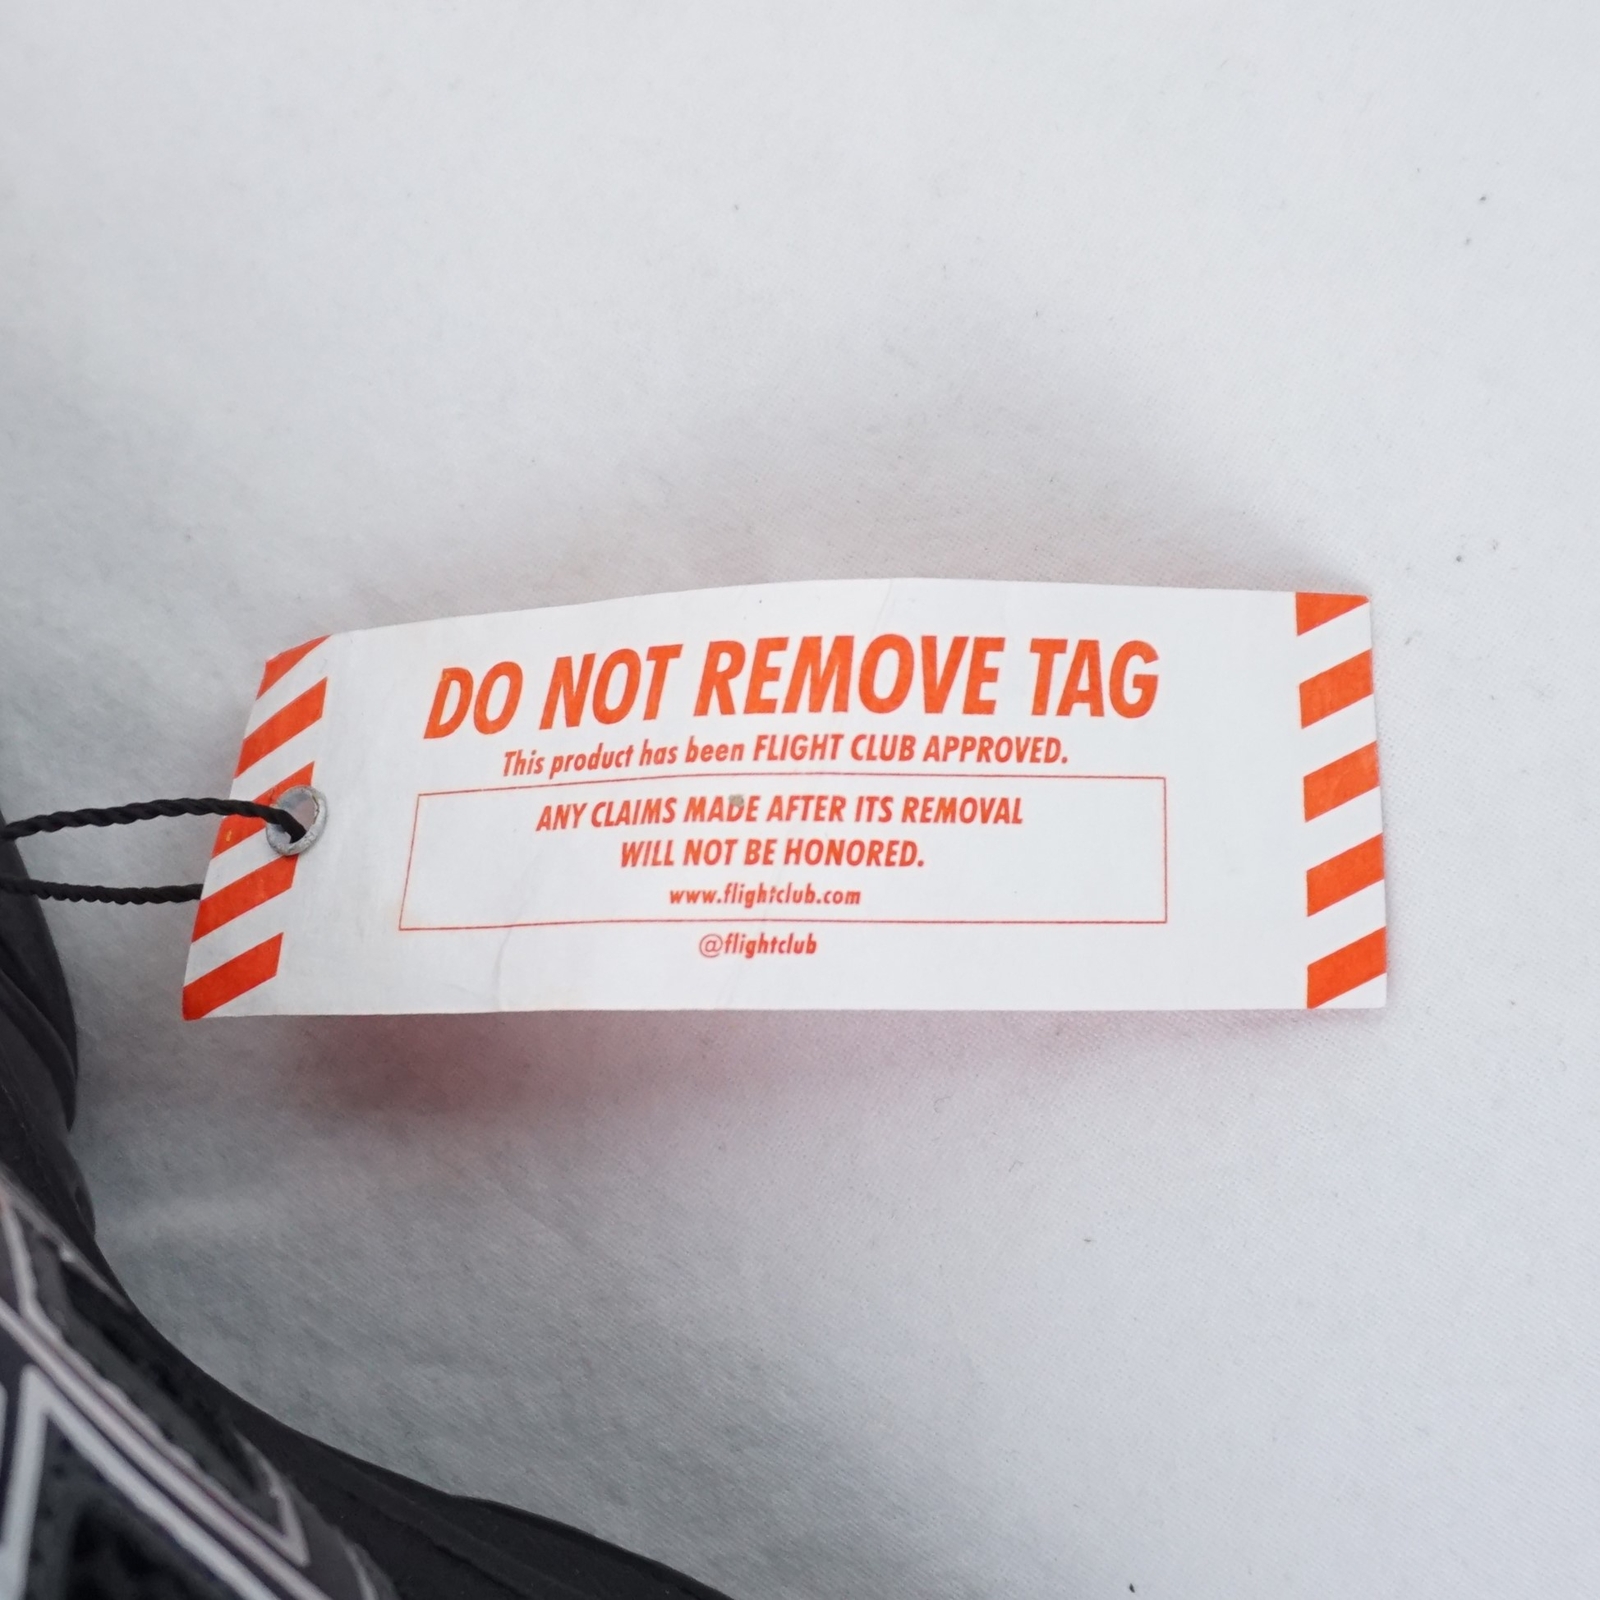 DO NOT REMOVE TAG
This product has been FLIGHT CLUB APPROVED.
ANY CLAIMS MADE AFTER ITS REMOVAL
WILL NOT BE HONORED.
www.flightclub.com
@flightclub